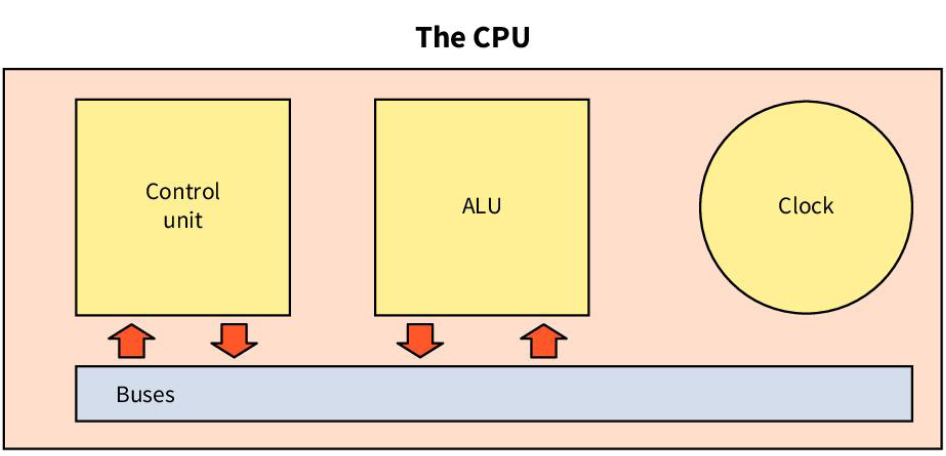 The CPU
Control
unit
ALU
Clock
Buses